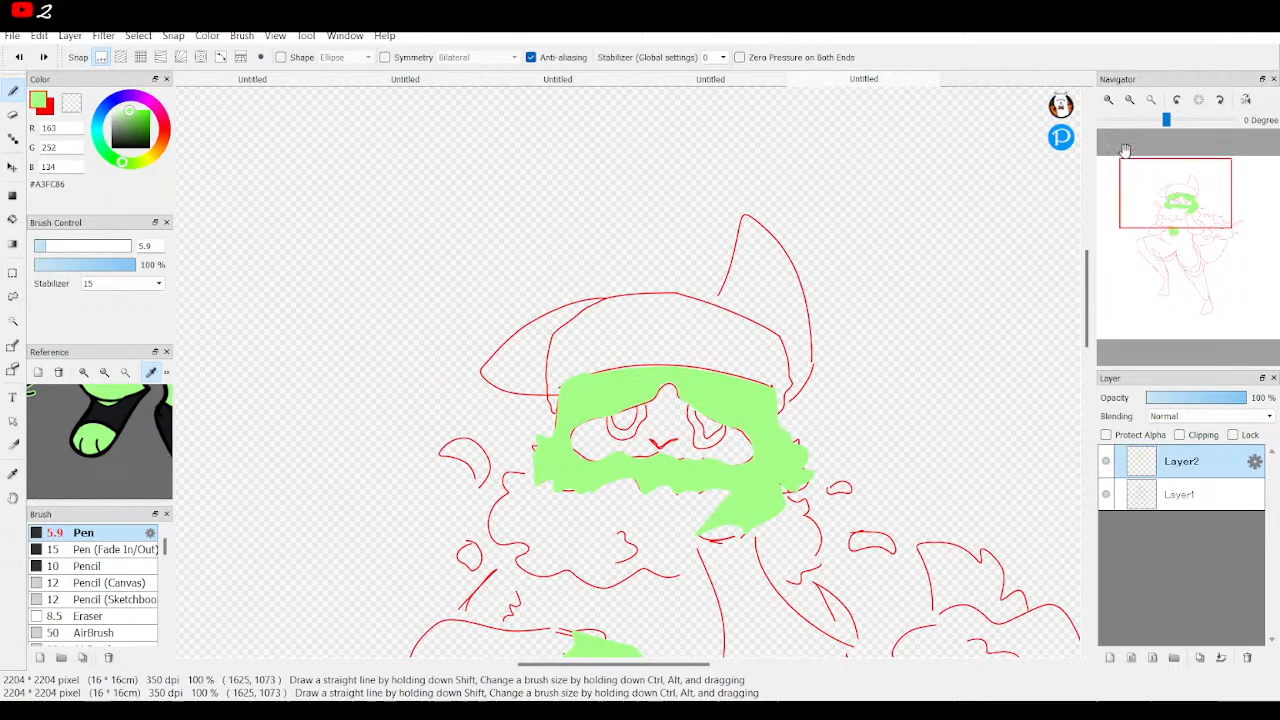 2
File Edit Layer Filter Select Snap Color Brush View Tool Window Help
Snap Shape Ellipse Symmetry Bilateral Anti-aliasing Stabilizer (Global settings) 0 Zero Pressure on Both Ends
Color Untitled Untitled Untitled Untitled Untitled Navigator
R 163
G 252
B 134
#A3FC86
0 Degree
Brush Control
5.9
100 %
Stabilizer 15
Reference
Brush
5.9 Pen
15 Pen (Fade In/Out)
10 Pencil
12 Pencil (Canvas)
12 Pencil (Sketchboo
8.5 Eraser
50 AirBrush
Layer
Opacity 100 %
Blending Normal
Protect Alpha Clipping Lock
Layer2
Layer1
2204 * 2204 pixel (16 * 16cm) 350 dpi 100 % ( 1625, 1073 ) Draw a straight line by holding down Shift, Change a brush size by holding down Ctrl, Alt, and dragging
2204 * 2204 pixel (16 * 16cm) 350 dpi 100 % ( 1625, 1073 ) Draw a straight line by holding down Shift, Change a brush size by holding down Ctrl, Alt, and dragging